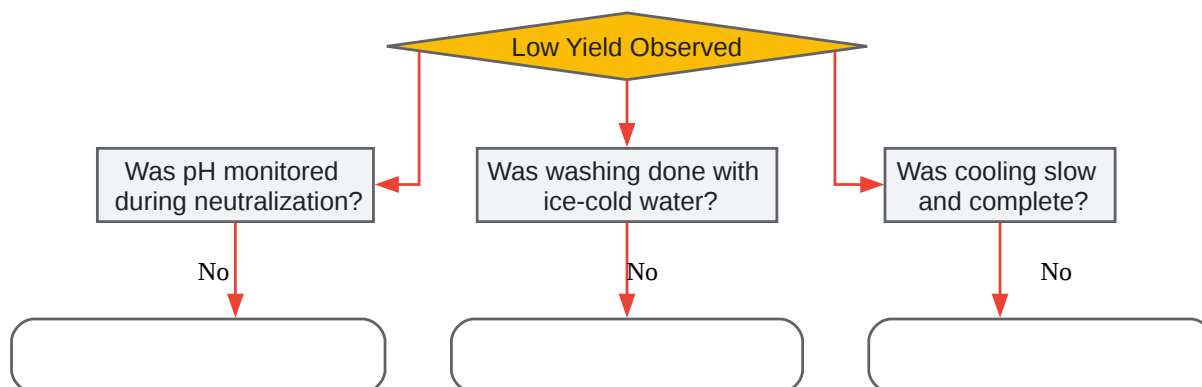 Low Yield Observed
Was pH monitored
during neutralization?
Was washing done with
ice-cold water?
Was cooling slow
and complete?
No
No
No